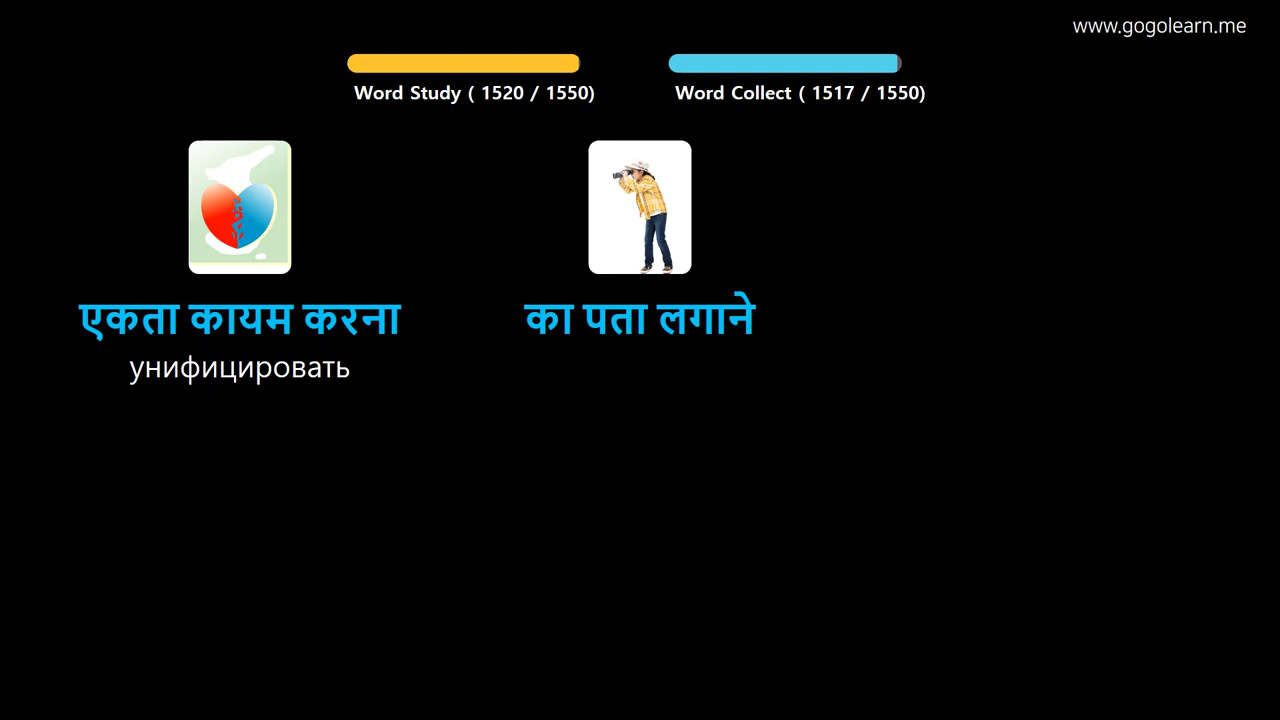 www.gogolearn.me
Word Study ( 1520 / 1550)
Word Collect ( 1517 / 1550)
एकता कायम करना
का पता लगाने
унифицировать